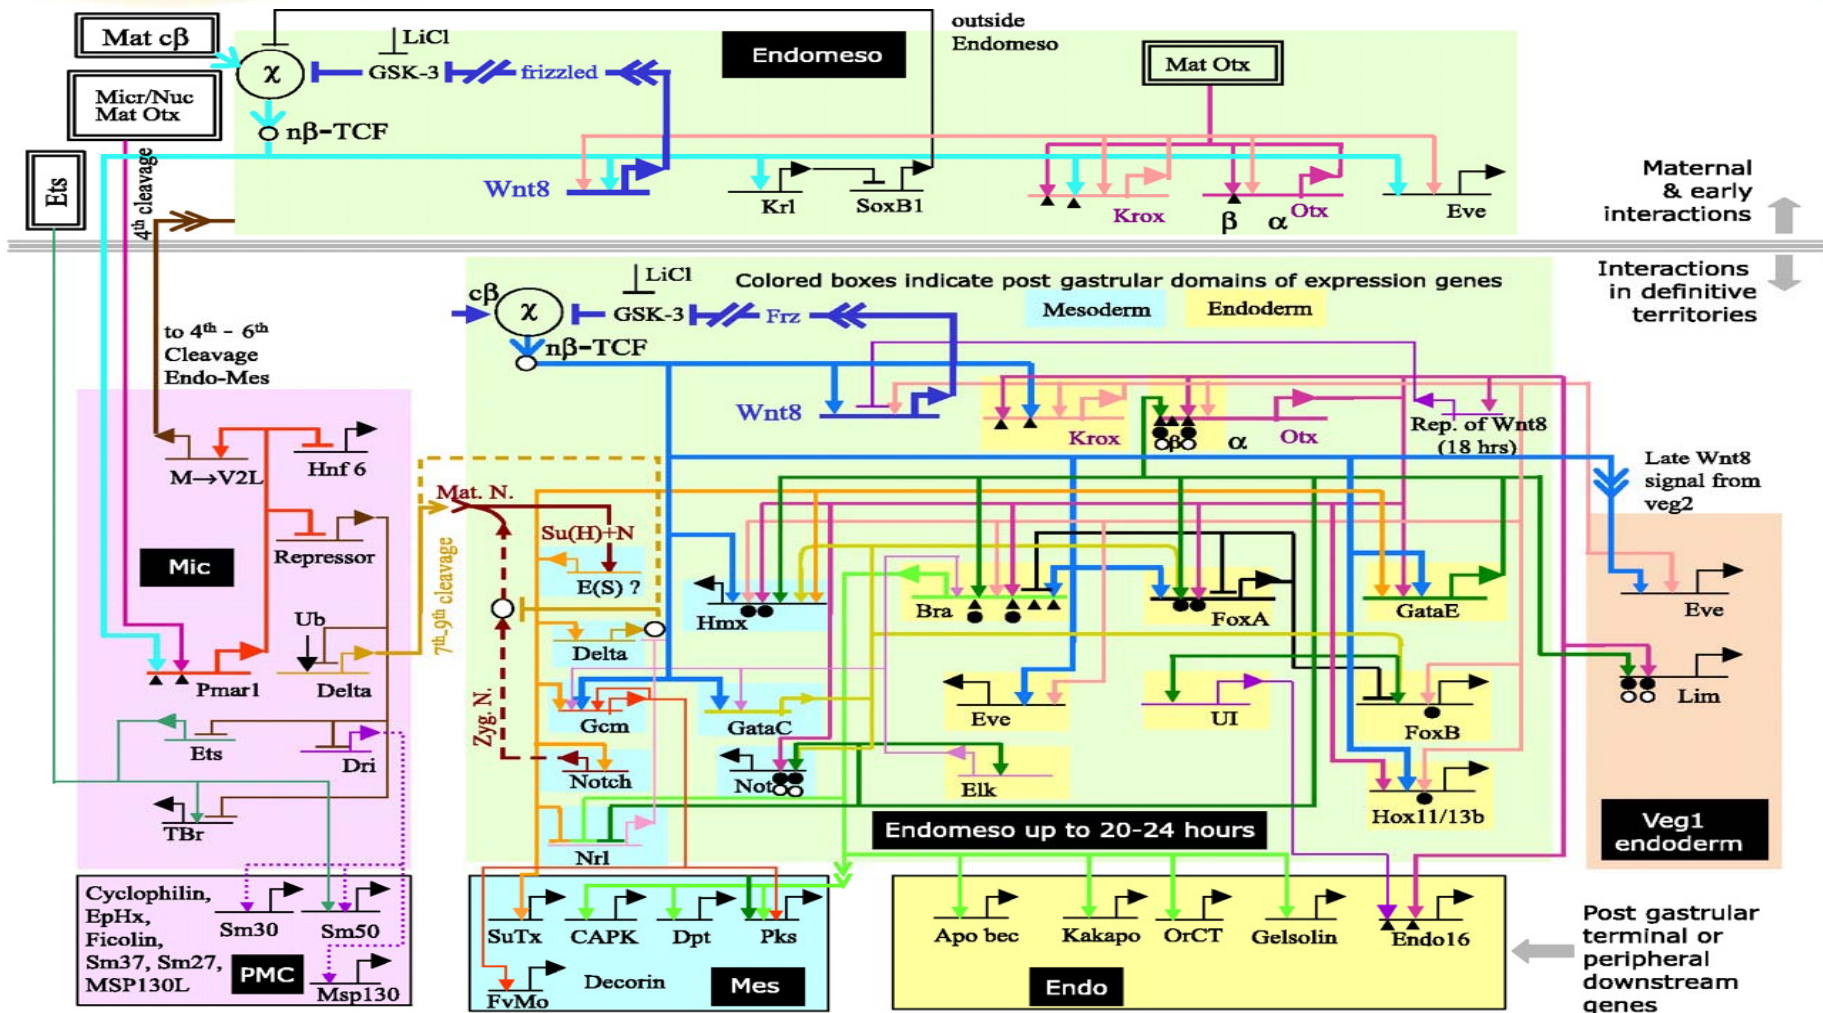 Mat cβ
Micr/Nuc
Mat Otx
Ets
4th cleavage
χ
LiCl
GSK-3
frizzled
nβ-TCF
Endomeso
outside
Endomeso
Mat Otx
Wnt8
Krl
SoxB1
Krox
β
α
Otx
Eve
Maternal
& early
interactions
Interactions
in definitive
territories
to 4th - 6th
Cleavage
Endo-Mes
cβ
χ
LiCl
GSK-3
Frz
nβ-TCF
Colored boxes indicate post gastrular domains of expression genes
Mesoderm
Endoderm
Wnt8
Krox
β
α
Otx
Rep. of Wnt8
(18 hrs)
Late Wnt8
signal from
veg2
M→V2L
Hnf 6
Repressor
Mic
Ub
Pmar1
Delta
Ets
Dri
TBr
7th-9th cleavage
Mat. N.
Su(H)+N
E(S) ?
Zyg. N.
Delta
Gcm
Notch
Nrl
Hmx
GataC
Not
Bra
Eve
Elk
FoxA
UI
GataE
FoxB
Hox11/13b
Eve
Lim
Veg1
endoderm
Endomeso up to 20-24 hours
Cyclophilin,
EpHx,
Ficolin,
Sm37, Sm27,
MSP130L
PMC
Sm30
Sm50
Msp130
SuTx
CAPK
Dpt
Pks
FvMo
Decorin
Mes
Apo bec
Kakapo
OrCT
Gelsolin
Endo16
Endo
Post gastrular
terminal or
peripheral
downstream
genes